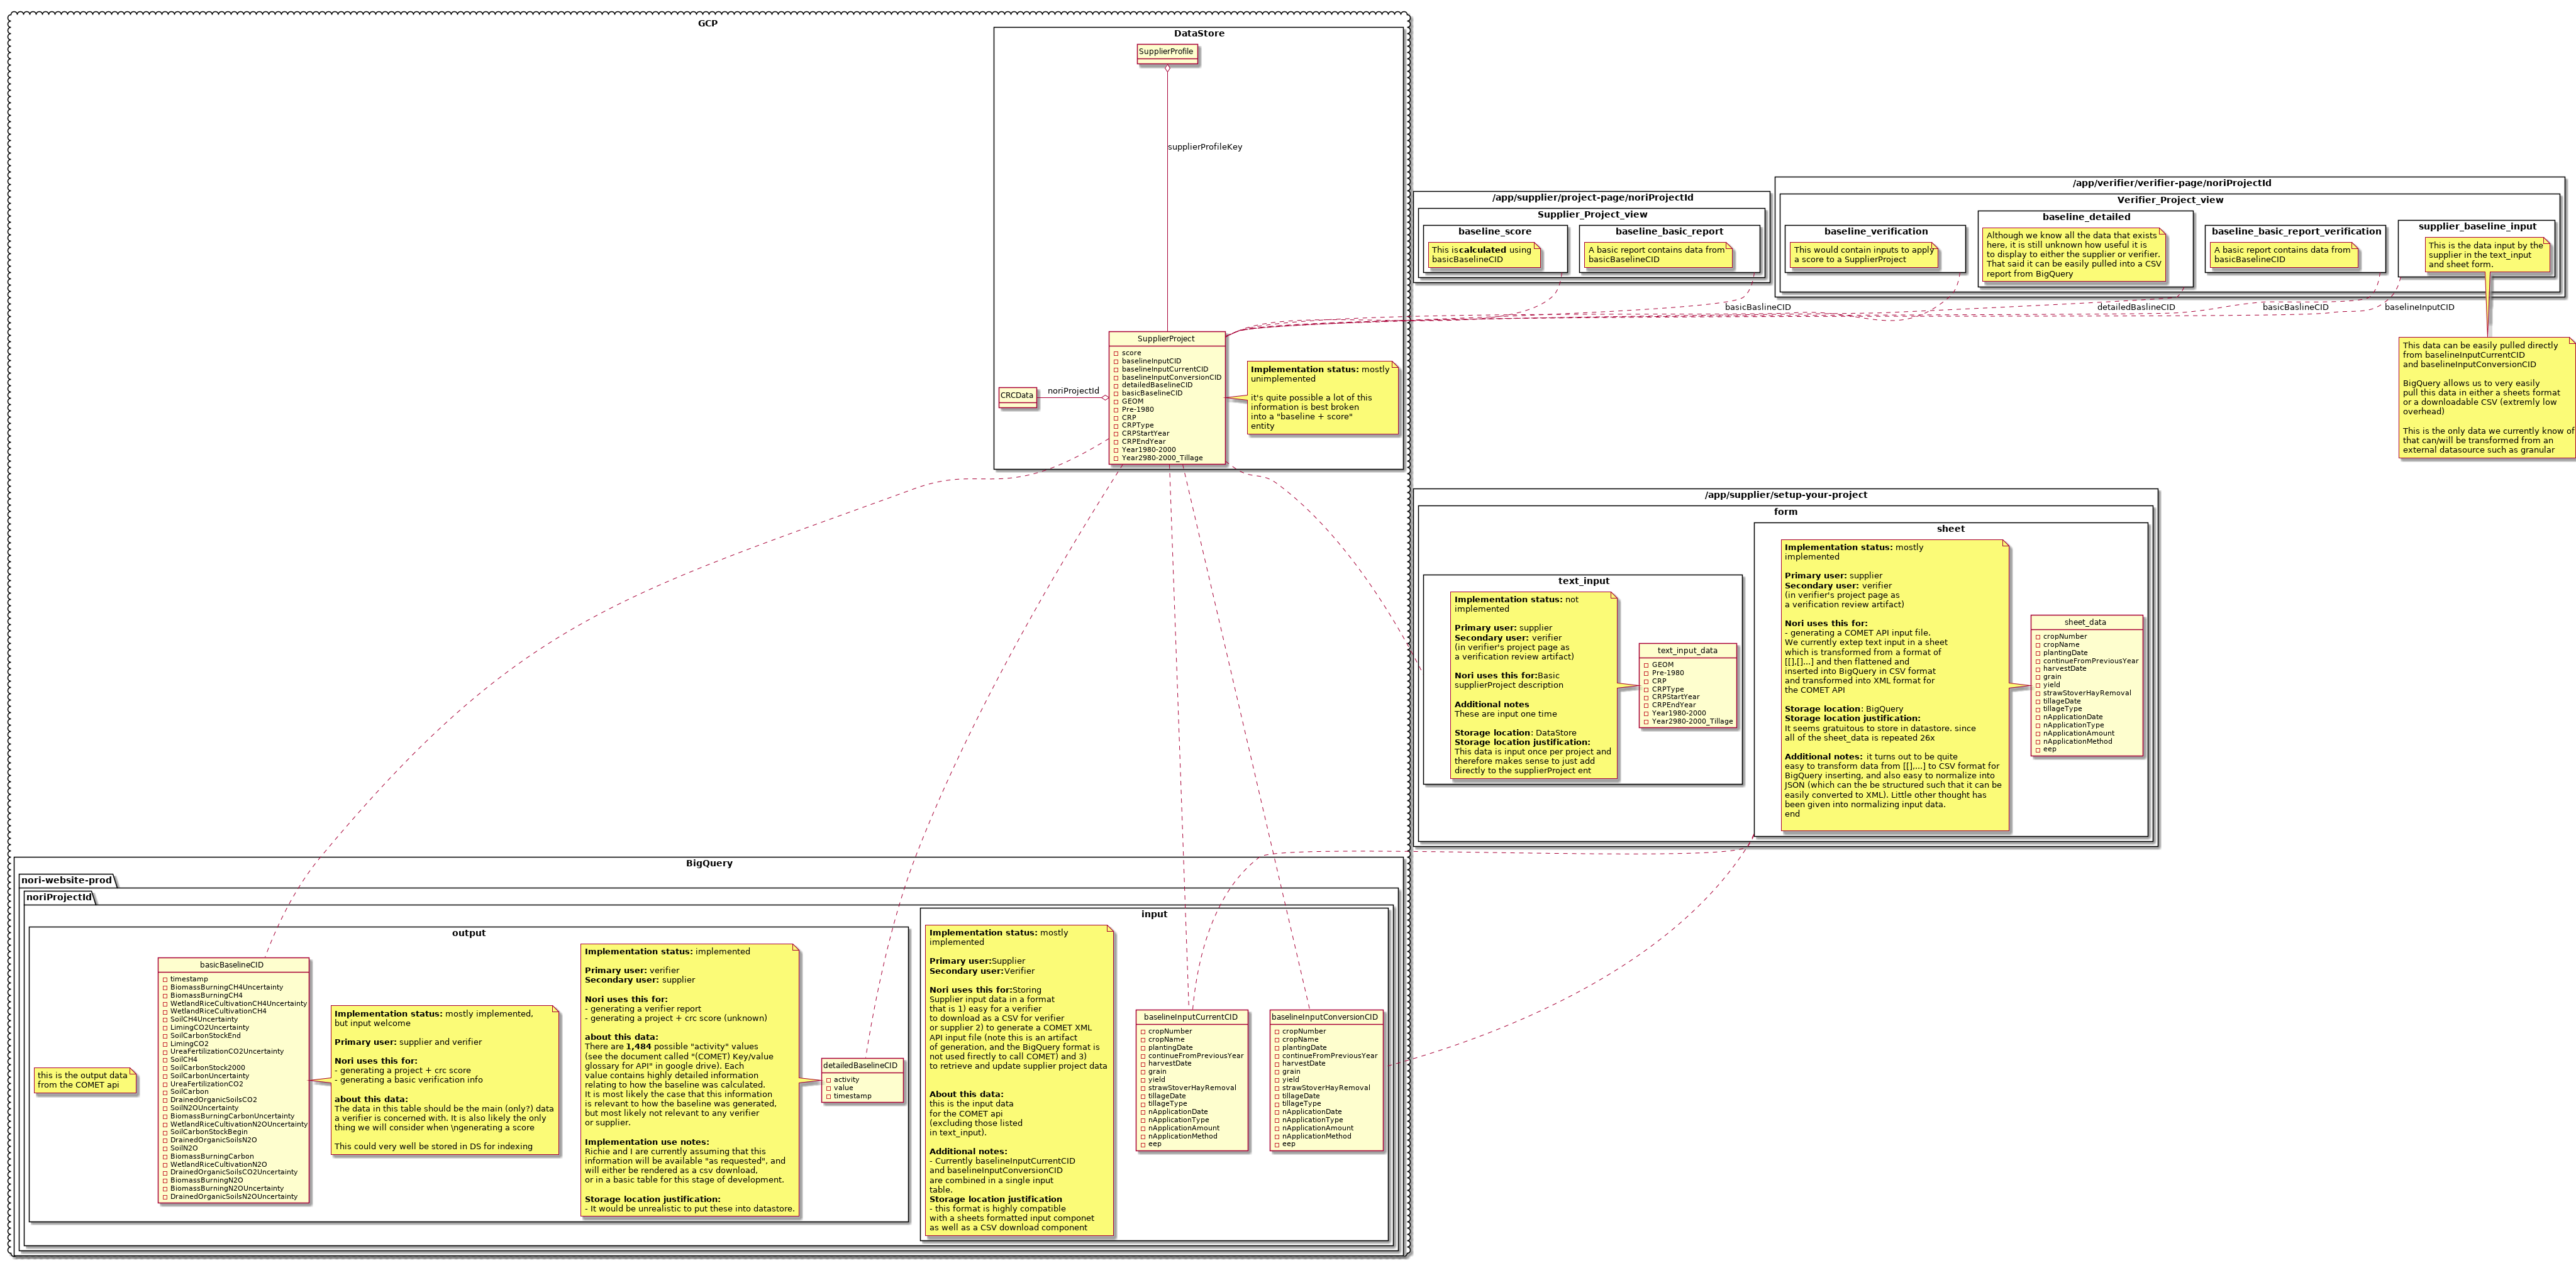 GCP
DataStore
SupplierProfile
supplierProfileKey
SupplierProject
score
baselineInputCID
baselineInputCurrentCID
baselineInputConversionCID
detailedBaselineCID
basicBaselineCID
GEOM
Pre-1980
CRP
CRPType
CRPStartYear
CRPEndYear
Year1980-2000
Year2980-2000_Tillage
CRCData
noriProjectId
Implementation status: mostly
unimplemented
it's quite possible a lot of this
information is best broken
into a "baseline + score"
entity
/app/supplier/project-page/noriProjectId
Supplier_Project_view
baseline_score
This is calculated using
basicBaselineCID
baseline_basic_report
A basic report contains data from
basicBaselineCID
/app/verifier/verifier-page/noriProjectId
Verifier_Project_view
baseline_verification
This would contain inputs to apply
a score to a SupplierProject
baseline_detailed
Although we know all the data that exists
here, it is still unknown how useful it is
to display to either the supplier or verifier.
That said it can be easily pulled into a CSV
report from BigQuery
baseline_basic_report_verification
A basic report contains data from
basicBaselineCID
supplier_baseline_input
This is the data input by the
supplier in the text_input
and sheet form.
basicBaslineCID
detailedBaslineCID
basicBaslineCID
baselineInputCID
This data can be easily pulled directly
from baselineInputCurrentCID
and baselineInputConversionCID
BigQuery allows us to very easily
pull this data in either a sheets format
or a downloadable CSV (extremly low
overhead)
This is the only data we currently know of
that can/will be transformed from an
external datasource such as granular
/app/supplier/setup-your-project
form
text_input
Implementation status: not
implemented
Primary user: supplier
Secondary user: verifier
(in verifier's project page as
a verification review artifact)
Nori uses this for:Basic
supplierProject description
Additional notes
These are input one time
Storage location: DataStore
Storage location justification:
This data is input once per project and
therefore makes sense to just add
directly to the supplierProject ent
text_input_data
GEOM
Pre-1980
CRP
CRPType
CRPStartYear
CRPEndYear
Year1980-2000
Year2980-2000_Tillage
sheet
Implementation status: mostly
implemented
Primary user: supplier
Secondary user: verifier
(in verifier's project page as
a verification review artifact)
Nori uses this for:
- generating a COMET API input file.
We currently extep text input in a sheet
which is transformed from a format of
[[],[]...] and then flattened and
inserted into BigQuery in CSV format
and transformed into XML format for
the COMET API
Storage location: BigQuery
Storage location justification:
It seems gratuitous to store in datastore. since
all of the sheet_data is repeated 26x
Additional notes: it turns out to be quite
easy to transform data from [[],...] to CSV format for
BigQuery inserting, and also easy to normalize into
JSON (which can the be structured such that it can be
easily converted to XML). Little other thought has
been given into normalizing input data.
end
sheet_data
cropNumber
cropName
plantingDate
continueFromPreviousYear
harvestDate
grain
yield
strawStoverHayRemoval
tillageDate
tillageType
nApplicationDate
nApplicationType
nApplicationAmount
nApplicationMethod
eep
BigQuery
nori-website-prod
noriProjectId
output
this is the output data
from the COMET api
basicBaselineCID
timestamp
BiomassBurningCH4Uncertainty
BiomassBurningCH4
WetlandRiceCultivationCH4Uncertainty
WetlandRiceCultivationCH4
SoilCH4Uncertainty
LimingCO2Uncertainty
SoilCarbonStockEnd
LimingCO2
UreaFertilizationCO2Uncertainty
SoilCH4
SoilCarbonStock2000
SoilCarbonUncertainty
UreaFertilizationCO2
SoilCarbon
DrainedOrganicSoilsCO2
SoilN2OUncertainty
BiomassBurningCarbonUncertainty
WetlandRiceCultivationN2OUncertainty
SoilCarbonStockBegin
DrainedOrganicSoilsN2O
SoilN2O
BiomassBurningCarbon
WetlandRiceCultivationN2O
DrainedOrganicSoilsCO2Uncertainty
BiomassBurningN2O
BiomassBurningN2OUncertainty
DrainedOrganicSoilsN2OUncertainty
Implementation status: mostly implemented,
but input welcome
Primary user: supplier and verifier
Nori uses this for:
- generating a project + crc score
- generating a basic verification info
about this data:
The data in this table should be the main (only?) data
a verifier is concerned with. It is also likely the only
thing we will consider when \ngenerating a score
This could very well be stored in DS for indexing
Implementation status: implemented
Primary user: verifier
Secondary user: supplier
Nori uses this for:
- generating a verifier report
- generating a project + crc score (unknown)
about this data:
There are 1,484 possible "activity" values
(see the document called "(COMET) Key/value
glossary for API" in google drive). Each
value contains highly detailed information
relating to how the baseline was calculated.
It is most likely the case that this information
is relevant to how the baseline was generated,
but most likely not relevant to any verifier
or supplier.
Implementation use notes:
Richie and I are currently assuming that this
information will be available "as requested", and
will either be rendered as a csv download,
or in a basic table for this stage of development.
Storage location justification:
- It would be unrealistic to put these into datastore.
detailedBaselineCID
activity
value
timestamp
input
Implementation status: mostly
implemented
Primary user:Supplier
Secondary user:Verifier
Nori uses this for:Storing
Supplier input data in a format
that is 1) easy for a verifier
to download as a CSV for verifier
or supplier 2) to generate a COMET XML
API input file (note this is an artifact
of generation, and the BigQuery format is
not used firectly to call COMET) and 3)
to retrieve and update supplier project data
About this data:
this is the input data
for the COMET api
(excluding those listed
in text_input).
Additional notes:
- Currently baselineInputCurrentCID
and baselineInputConversionCID
are combined in a single input
table.
Storage location justification
- this format is highly compatible
with a sheets formatted input componet
as well as a CSV download component
baselineInputCurrentCID
cropNumber
cropName
plantingDate
continueFromPreviousYear
harvestDate
grain
yield
strawStoverHayRemoval
tillageDate
tillageType
nApplicationDate
nApplicationType
nApplicationAmount
nApplicationMethod
eep
baselineInputConversionCID
cropNumber
cropName
plantingDate
continueFromPreviousYear
harvestDate
grain
yield
strawStoverHayRemoval
tillageDate
tillageType
nApplicationDate
nApplicationType
nApplicationAmount
nApplicationMethod
eep